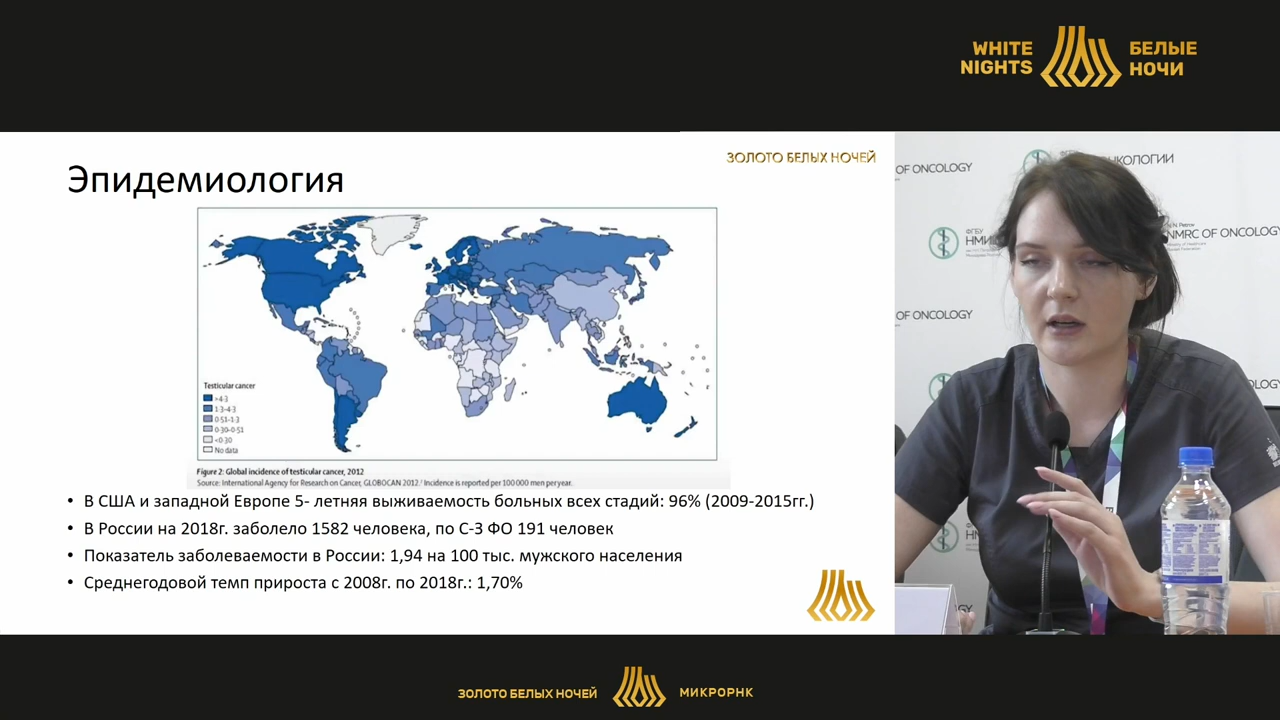 WHITE
NIGHTS
БЕЛЫЕ
НОЧИ
ЗОЛОТО БЕЛЫХ НОЧЕЙ
Эпидемиология
Testicular cancer
>4·3
1·3-4·3
0·51-1·3
0·30-0·51
<0·30
No data
Figure 2: Global incidence of testicular cancer, 2012
Source: International Agency for Research on Cancer, GLOBOCAN 2012.¹ Incidence is reported per 100 000 men per year.
• В США и западной Европе 5- летняя выживаемость больных всех стадий: 96% (2009-2015гг.)
• В России на 2018г. заболело 1582 человека, по С-З ФО 191 человек
• Показатель заболеваемости в России: 1,94 на 100 тыс. мужского населения
• Среднегодовой темп прироста с 2008г. по 2018г.: 1,70%
OF ONCOLOGY
ФГБУ
НМИЦ
NMRC OF ONCOLOGY
OF ONCOLOGY
ЗОЛОТО БЕЛЫХ НОЧЕЙ
МИКРОРНК